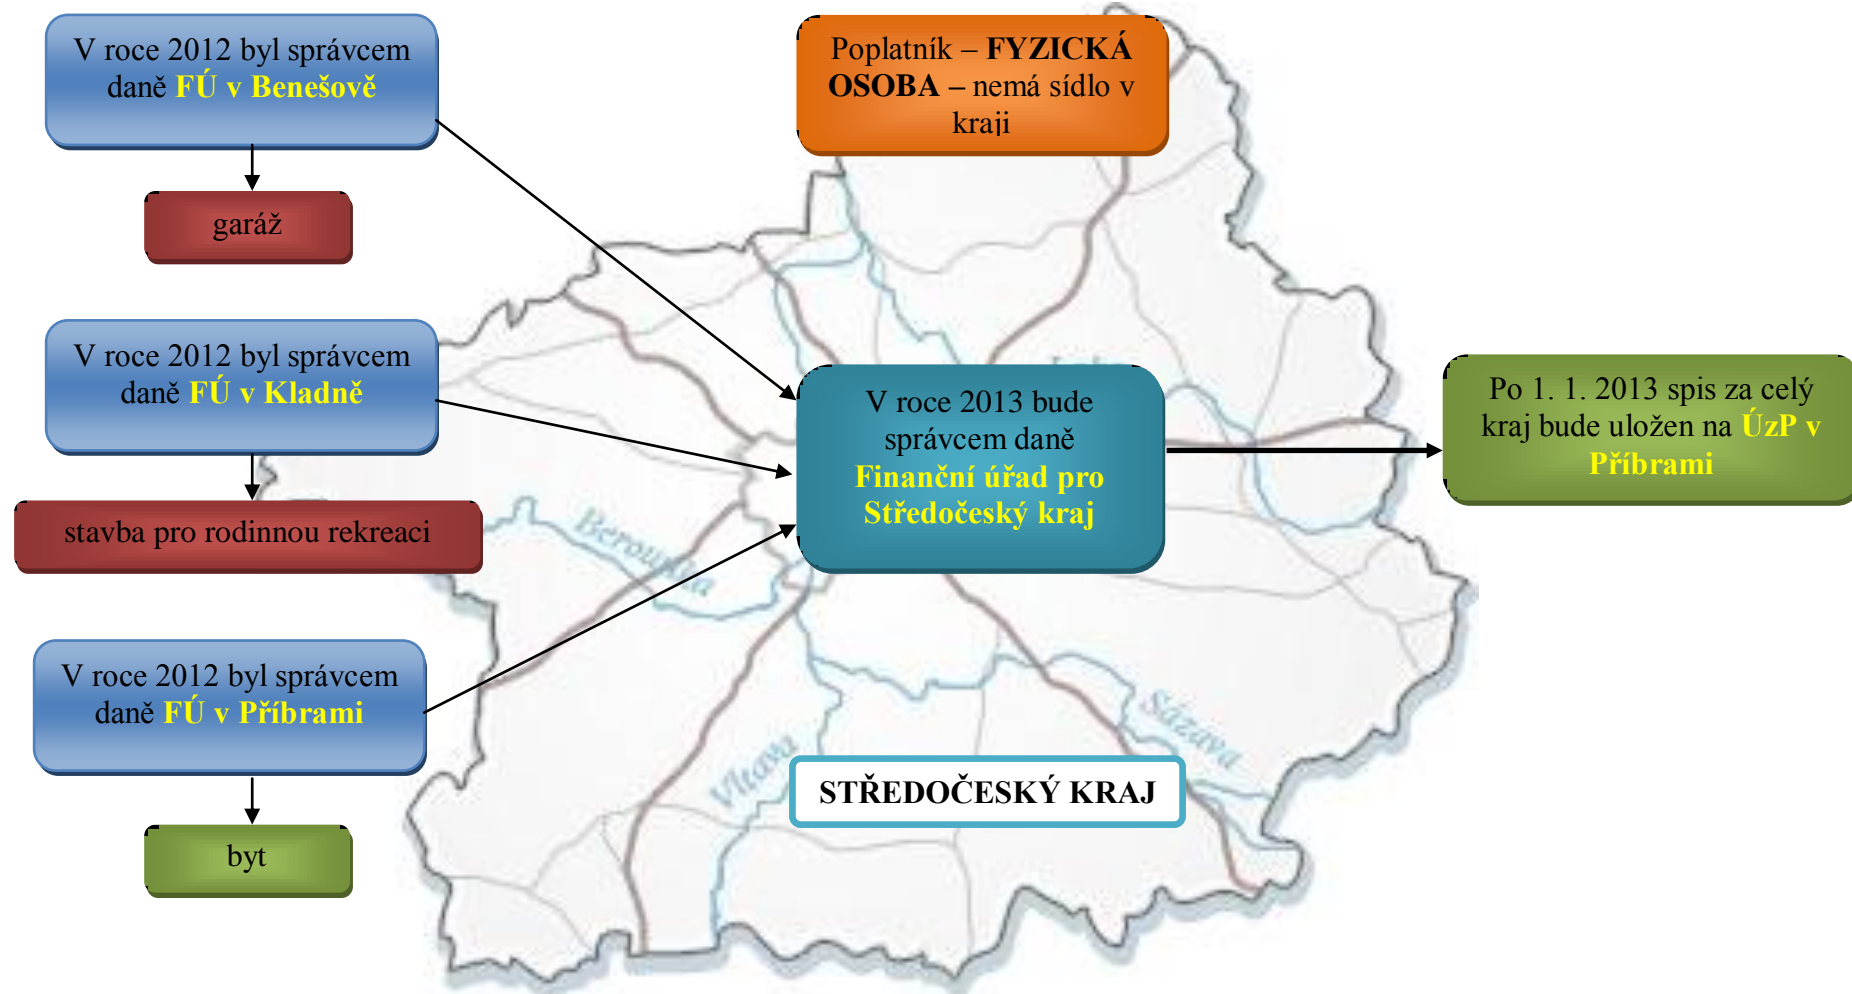 V roce 2012 byl správcem
daně FÚ v Benešově
garáž
Poplatník – FYZICKÁ
OSOBA – nemá sídlo v
kraji
V roce 2012 byl správcem
daně FÚ v Kladně
stavba pro rodinnou rekreaci
V roce 2013 bude
správcem daně
Finanční úřad pro
Středočeský kraj
Po 1. 1. 2013 spis za celý
kraj bude uložen na ÚzP v
Příbrami
Berounka
V roce 2012 byl správcem
daně FÚ v Příbrami
byt
Vltava
Sázava
STŘEDOČESKÝ KRAJ